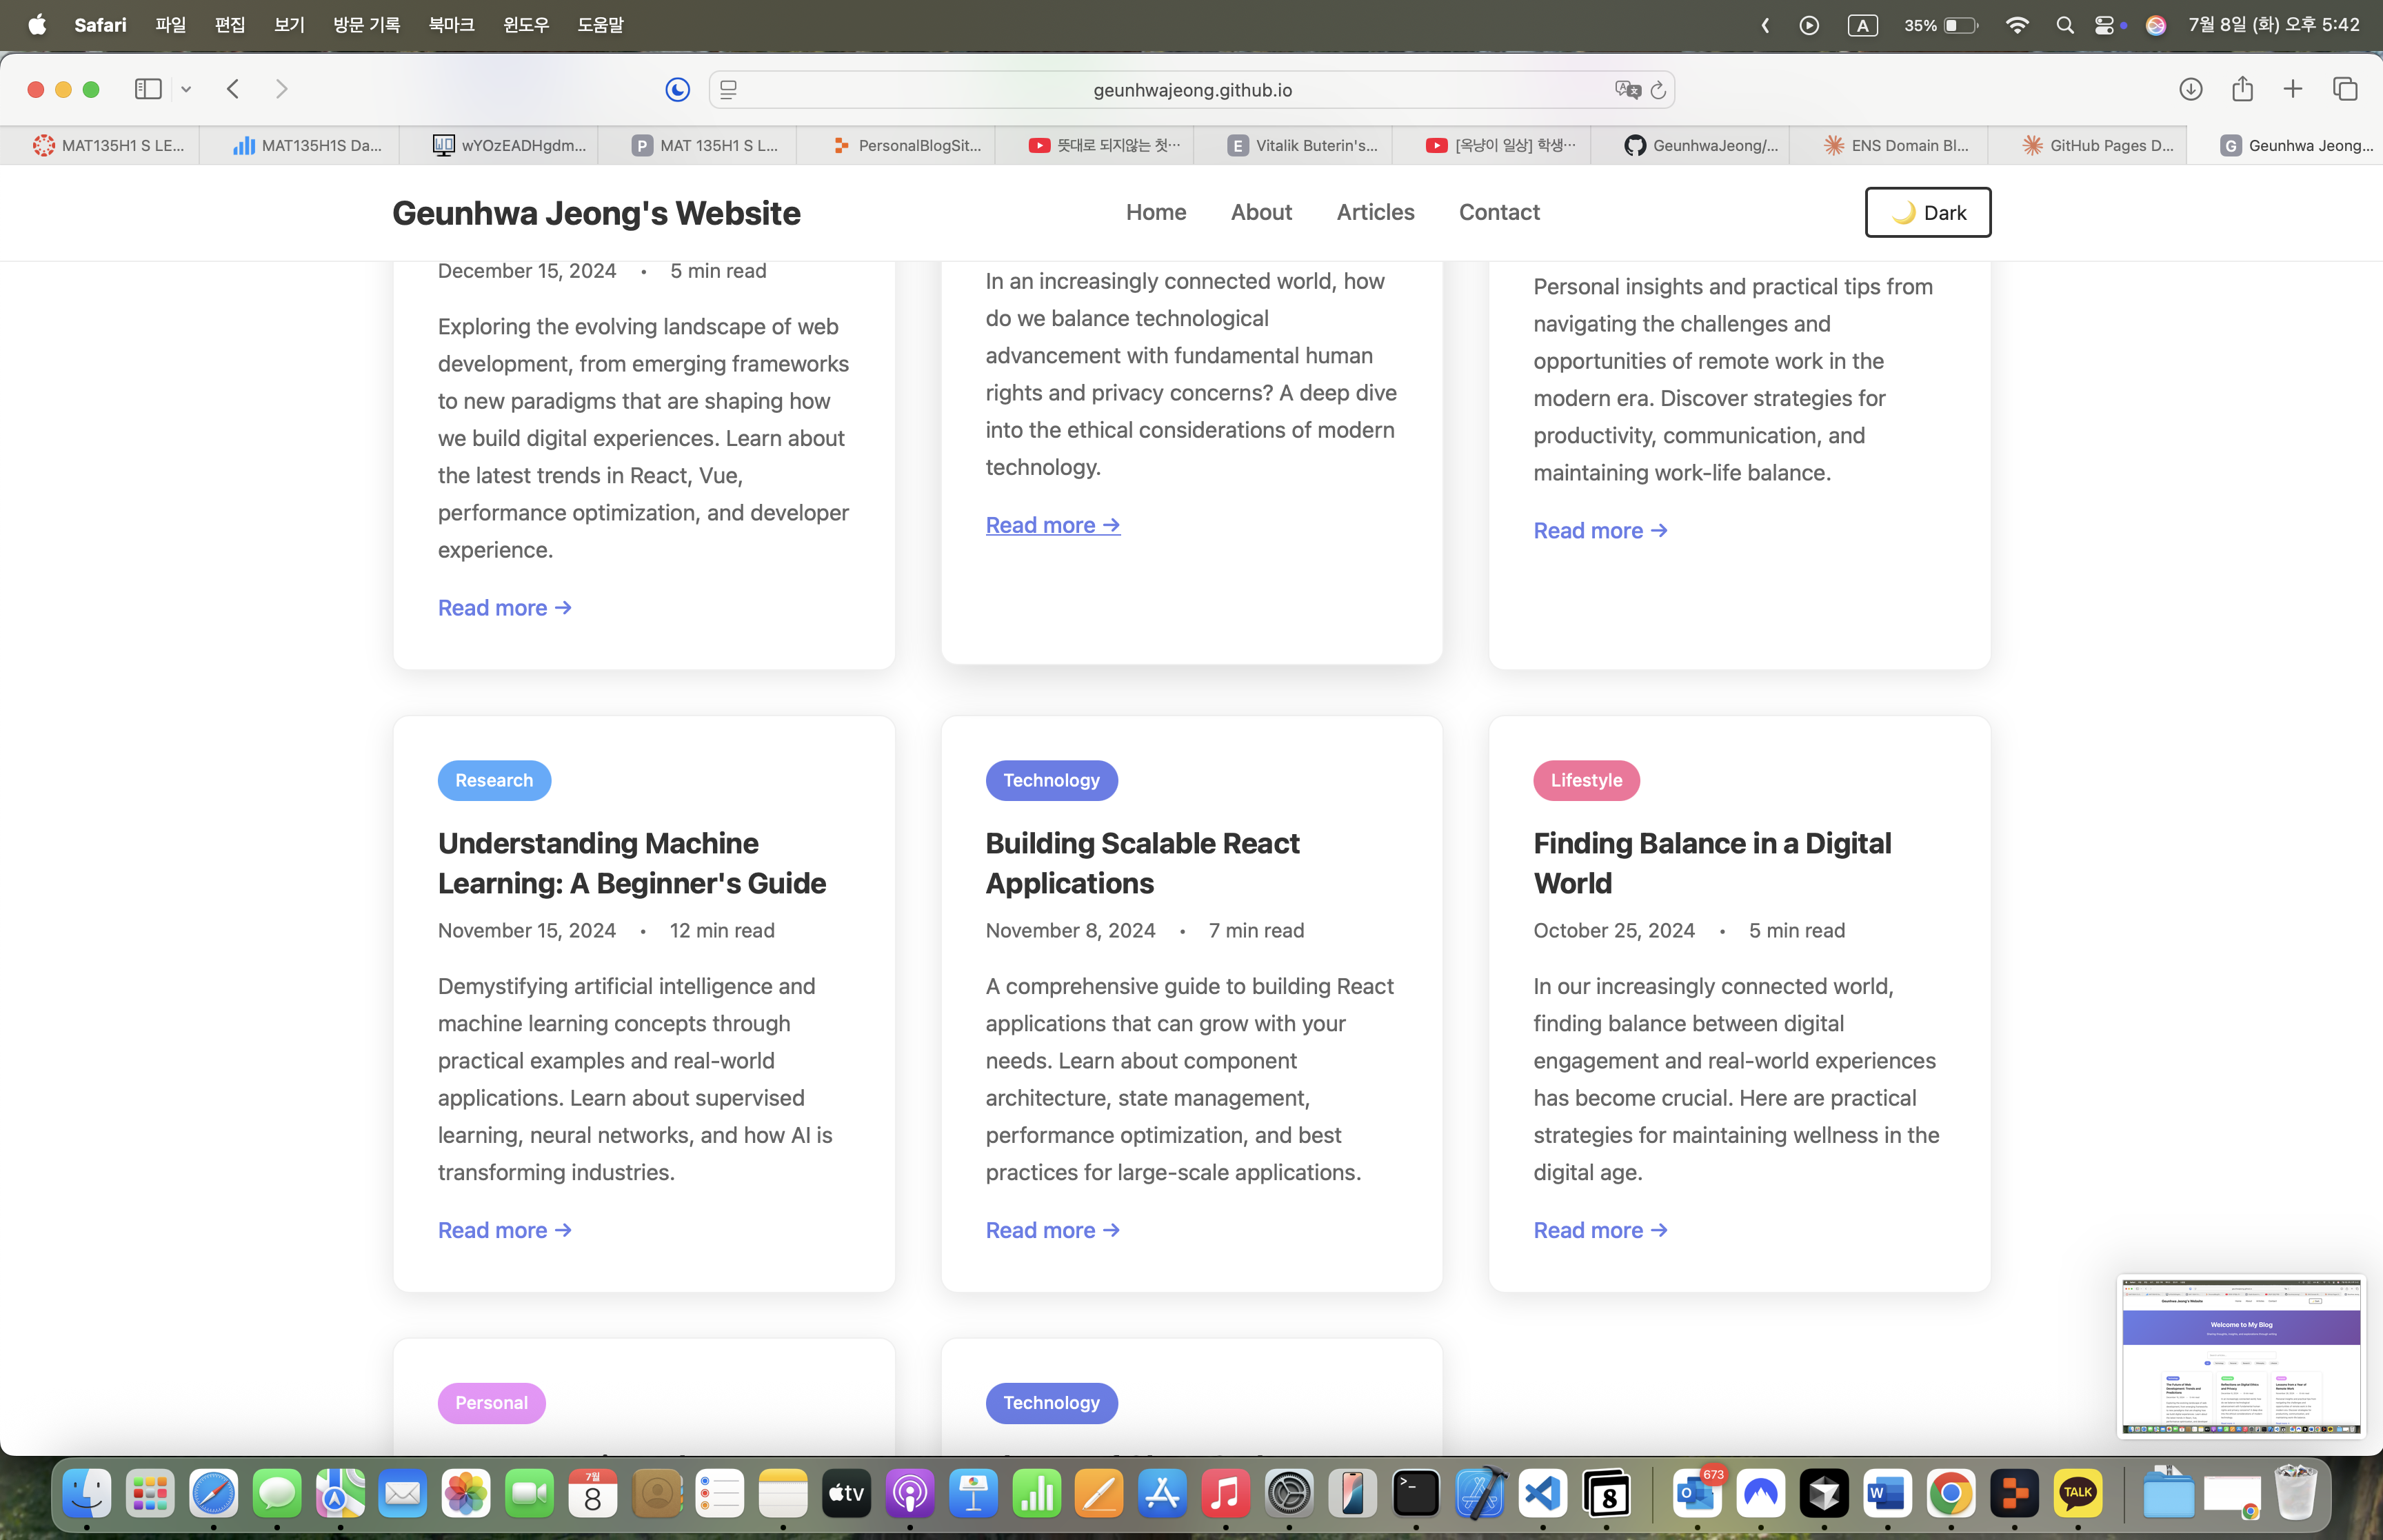 Safari 파일 편집 보기 방문 기록 북마크 윈도우 도움말 A 35% 7월 8일 (화) 오후 5:42
geunhwajeong.github.io
MAT135H1 S LE... MAT135H1S Da... wYOzEADHgdm... P MAT 135H1 S L... PersonalBlogSit... 뜻대로 되지않는 첫... E Vitalik Buterin's... [옥냥이 일상] 학생... GeunhwaJeong/... ENS Domain Bl... GitHub Pages D... G Geunhwa Jeong...
Geunhwa Jeong's Website Home About Articles Contact 🌙 Dark
December 15, 2024 • 5 min read
Exploring the evolving landscape of web
development, from emerging frameworks
to new paradigms that are shaping how
we build digital experiences. Learn about
the latest trends in React, Vue,
performance optimization, and developer
experience.
Read more →
In an increasingly connected world, how
do we balance technological
advancement with fundamental human
rights and privacy concerns? A deep dive
into the ethical considerations of modern
technology.
Read more →
Personal insights and practical tips from
navigating the challenges and
opportunities of remote work in the
modern era. Discover strategies for
productivity, communication, and
maintaining work-life balance.
Read more →
Research
Understanding Machine
Learning: A Beginner's Guide
November 15, 2024 • 12 min read
Demystifying artificial intelligence and
machine learning concepts through
practical examples and real-world
applications. Learn about supervised
learning, neural networks, and how AI is
transforming industries.
Read more →
Technology
Building Scalable React
Applications
November 8, 2024 • 7 min read
A comprehensive guide to building React
applications that can grow with your
needs. Learn about component
architecture, state management,
performance optimization, and best
practices for large-scale applications.
Read more →
Lifestyle
Finding Balance in a Digital
World
October 25, 2024 • 5 min read
In our increasingly connected world,
finding balance between digital
engagement and real-world experiences
has become crucial. Here are practical
strategies for maintaining wellness in the
digital age.
Read more →
Personal
Technology
Welcome to My Blog
7월
8
tv
8
673
W
TALK